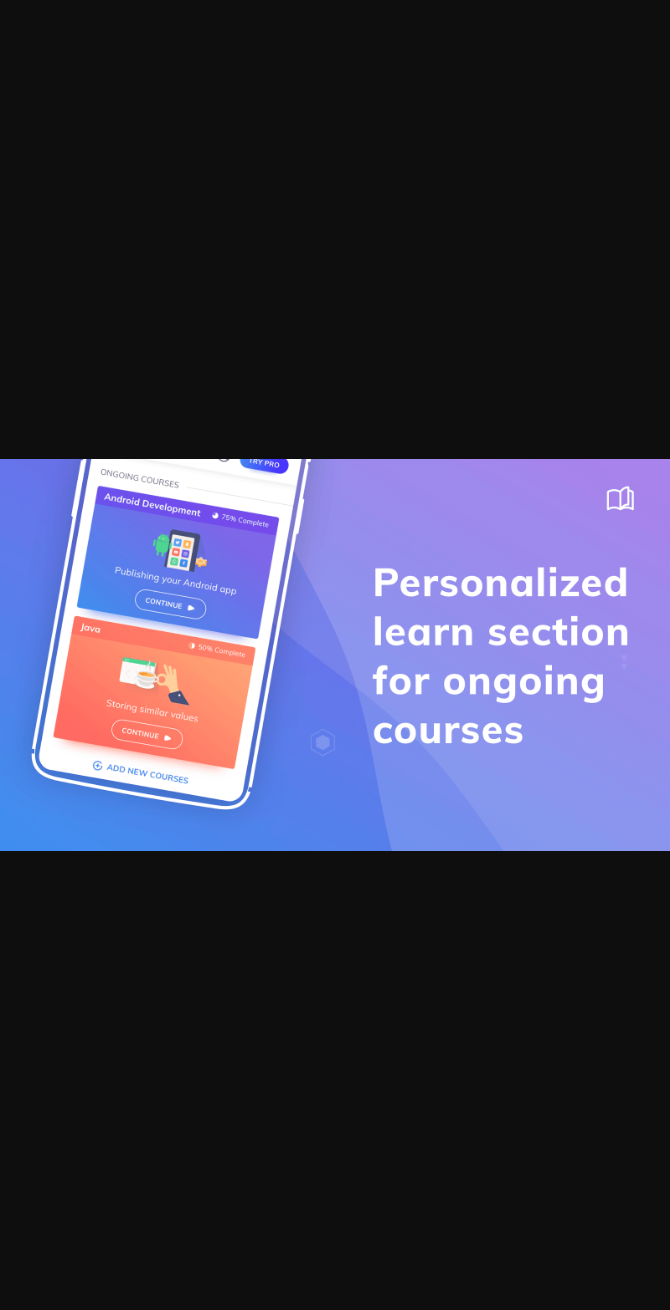 TRY PRO
ONGOING COURSES
Android Development
75% Complete
Publishing your Android app
CONTINUE
Java
50% Complete
Storing similar values
CONTINUE
ADD NEW COURSES
Personalized
learn section
for ongoing
courses